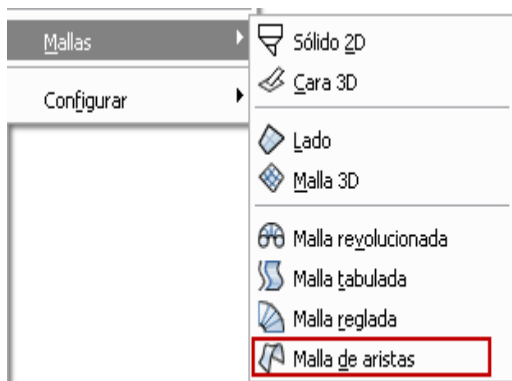 Mallas
Configurar
Sólido 2D
Cara 3D
Lado
Malla 3D
Malla revolucionada
Malla tabulada
Malla reglada
Malla de aristas